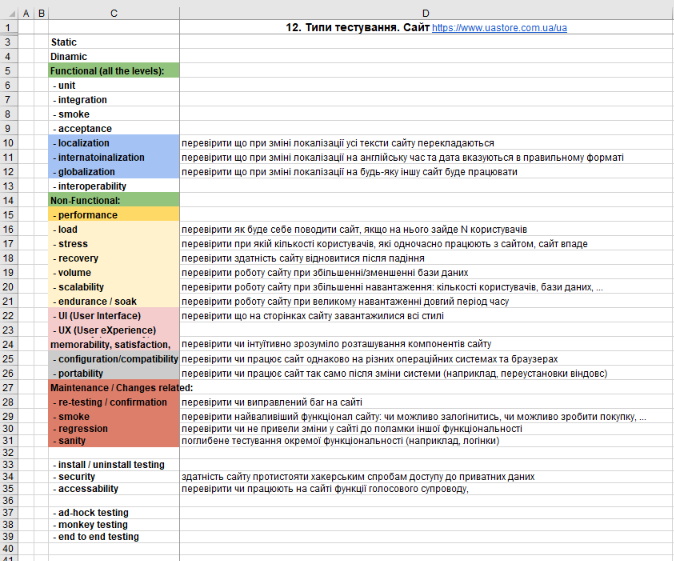 A B C D
1 12. Типи тестування. Сайт https://www.uastore.com.ua/ua
3 Static
4 Dinamic
5 Functional (all the levels):
6 - unit
7 - integration
8 - smoke
9 - acceptance
10 - localization перевірити що при зміні локалізації усі тексти сайту перекладаються
11 - internatoinalization перевірити що при зміні локалізації на англійську час та дата вказуються в правильному форматі
12 - globalization перевірити що при зміні локалізації на будь-яку іншу сайт буде працювати
13 - interoperability
14 Non-Functional:
15 - performance
16 - load перевірити як буде себе поводити сайт, якщо на нього зайде N користувачів
17 - stress перевірити при якій кількості користувачів, які одночасно працюють з сайтом, сайт впаде
18 - recovery перевірити здатність сайту відновитися після падіння
19 - volume перевірити роботу сайту при збільшенні/зменшенні бази даних
20 - scalability перевірити роботу сайту при збільшенні навантаження: кількості користувачів, бази даних, ...
21 - endurance / soak перевірити роботу сайту при великому навантаженні довгий період часу
22 - UI (User Interface) перевірити що на сторінках сайту завантажилися всі стилі
23 - UX (User eXperience)
24 memorability, satisfaction, перевірити чи інтуїтивно зрозуміло розташування компонентів сайту
25 - configuration/compatibility перевірити чи працює сайт однаково на різних операційних системах та браузерах
26 - portability перевірити чи працює сайт так само після зміни системи (наприклад, переустановки віндовс)
27 Maintenance / Changes related:
28 - re-testing / confirmation перевірити чи виправлений баг на сайті
29 - smoke перевірити найважливіший функціонал сайту: чи можливо залогінитись, чи можливо зробити покупку, ...
30 - regression перевірити чи не привели зміни у сайті до поламки іншої функціональності
31 - sanity поглиблене тестування окремої функціональності (наприклад, логінки)
32
33 - install / uninstall testing
34 - security здатність сайту протистояти хакерським спробам доступу до приватних даних
35 - accessability перевірити чи працюють на сайті функції голосового супроводу,
36
37 - ad-hock testing
38 - monkey testing
39 - end to end testing
40
41